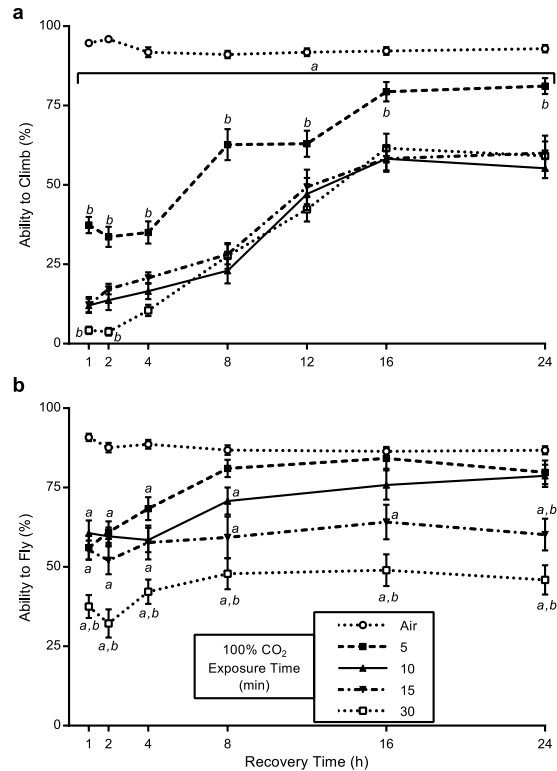 a
100
75
50
25
0
Ability to Climb (%)
a
b b b b b b b
b b
1 2 4 8 12 16 24
b
100
75
50
25
0
Ability to Fly (%)
a a a a a a,b
a a a a
a,b a,b a,b a,b a,b a,b
100% CO₂
Exposure Time
(min)
Air
5
10
15
30
1 2 4 8 16 24
Recovery Time (h)